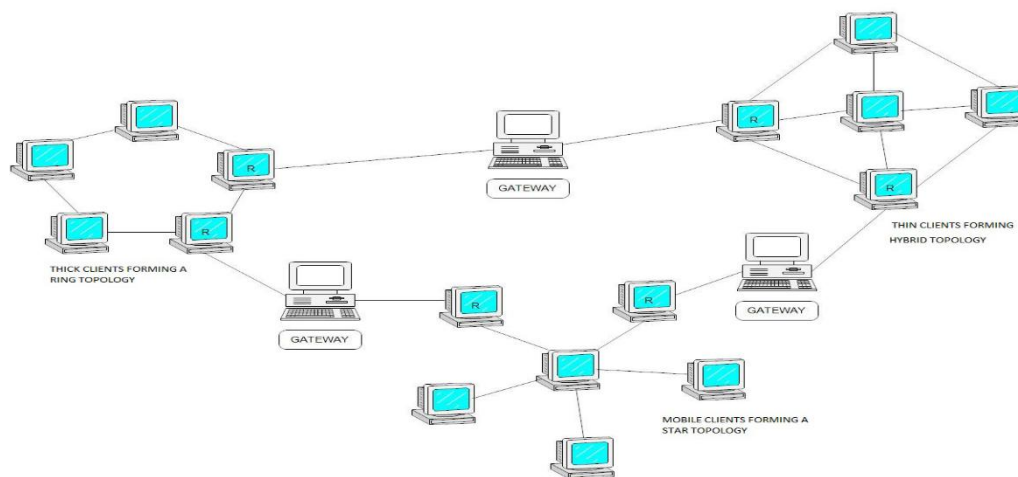 R
GATEWAY
R
R
R
THIN CLIENTS FORMING
HYBRID TOPOLOGY
THICK CLIENTS FORMING A
RING TOPOLOGY
GATEWAY
R
R
GATEWAY
MOBILE CLIENTS FORMING A
STAR TOPOLOGY